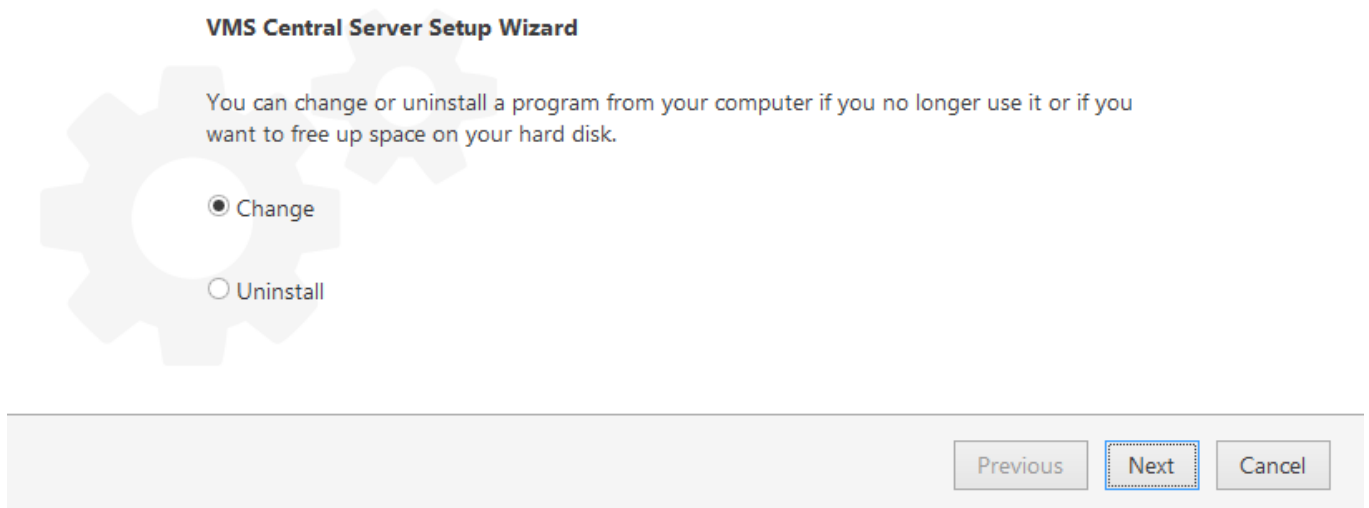 VMS Central Server Setup Wizard
You can change or uninstall a program from your computer if you no longer use it or if you
want to free up space on your hard disk.
Change
Uninstall
Previous Next Cancel